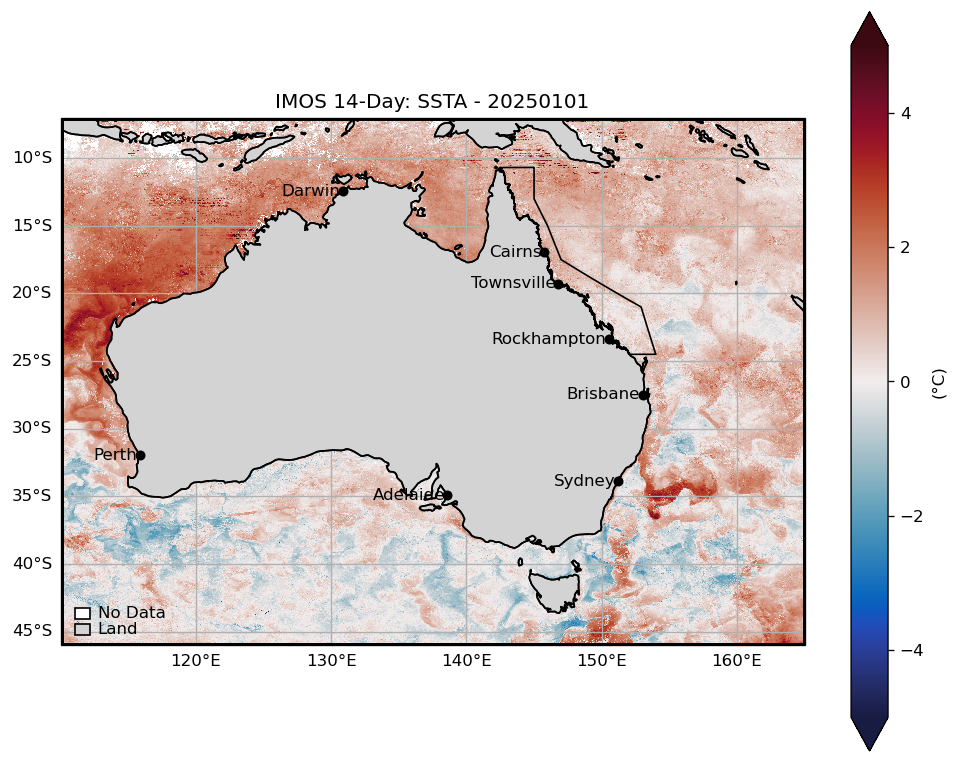 IMOS 14-Day: SSTA - 20250101
10°S
15°S
20°S
25°S
30°S
35°S
40°S
45°S
Darwin
Cairns
Townsville
Rockhampton
Brisbane
Perth
Sydney
Adelaide
No Data
Land
120°E
130°E
140°E
150°E
160°E
4
2
0
−2
−4
(°C)